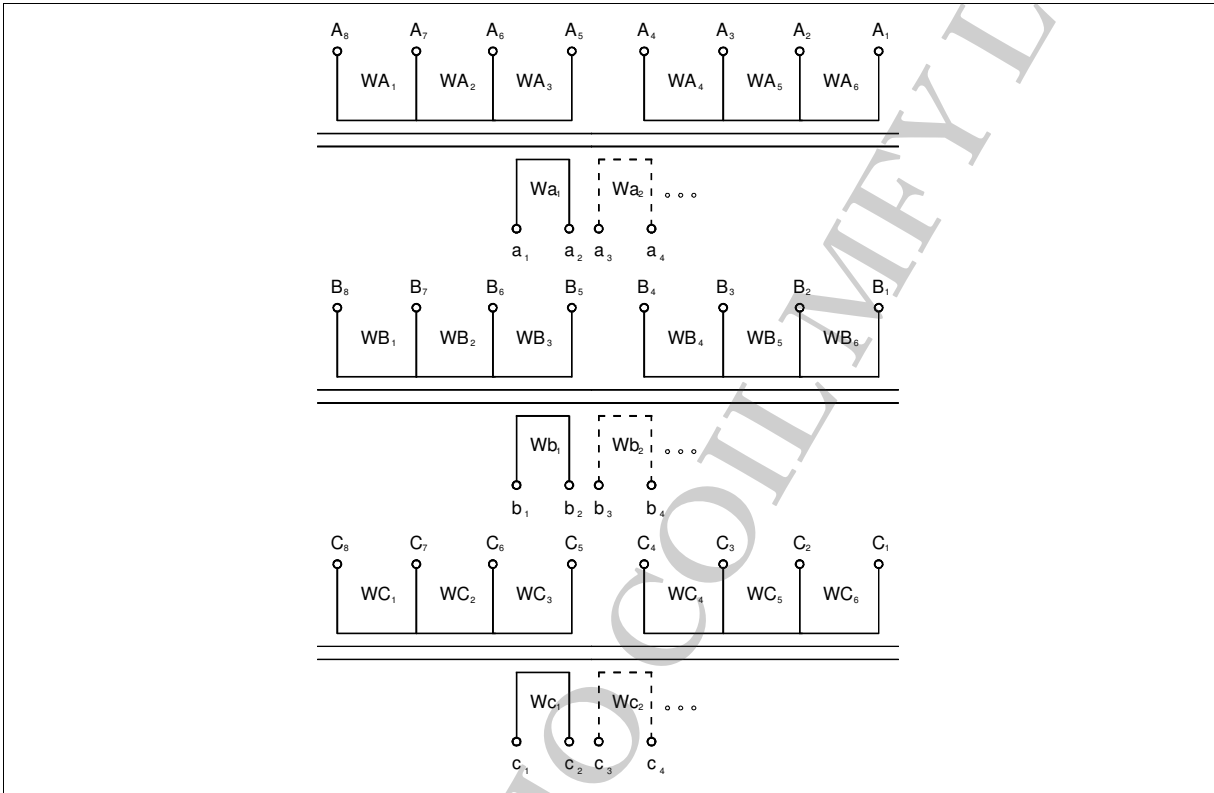 A₈ A₇ A₆ A₅ A₄ A₃ A₂ A₁
WA₁ WA₂ WA₃ WA₄ WA₅ WA₆
Wa₁ Wa₂
a₁ a₂ a₃ a₄
B₈ B₇ B₆ B₅ B₄ B₃ B₂ B₁
WB₁ WB₂ WB₃ WB₄ WB₅ WB₆
Wb₁ Wb₂
b₁ b₂ b₃ b₄
C₈ C₇ C₆ C₅ C₄ C₃ C₂ C₁
WC₁ WC₂ WC₃ WC₄ WC₅ WC₆
Wc₁ Wc₂
c₁ c₂ c₃ c₄
COIL MFY L